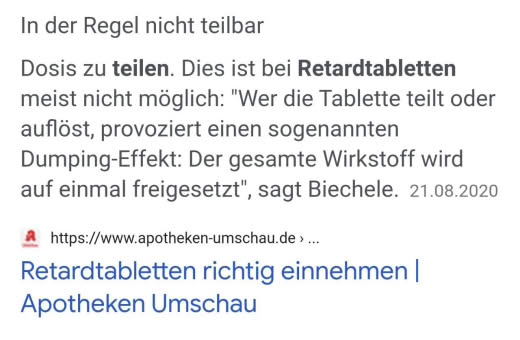 In der Regel nicht teilbar
Dosis zu teilen. Dies ist bei Retardtabletten
meist nicht möglich: "Wer die Tablette teilt oder
auflöst, provoziert einen sogenannten
Dumping-Effekt: Der gesamte Wirkstoff wird
auf einmal freigesetzt", sagt Biechele. 21.08.2020
https://www.apotheken-umschau.de › ...
Retardtabletten richtig einnehmen |
Apotheken Umschau